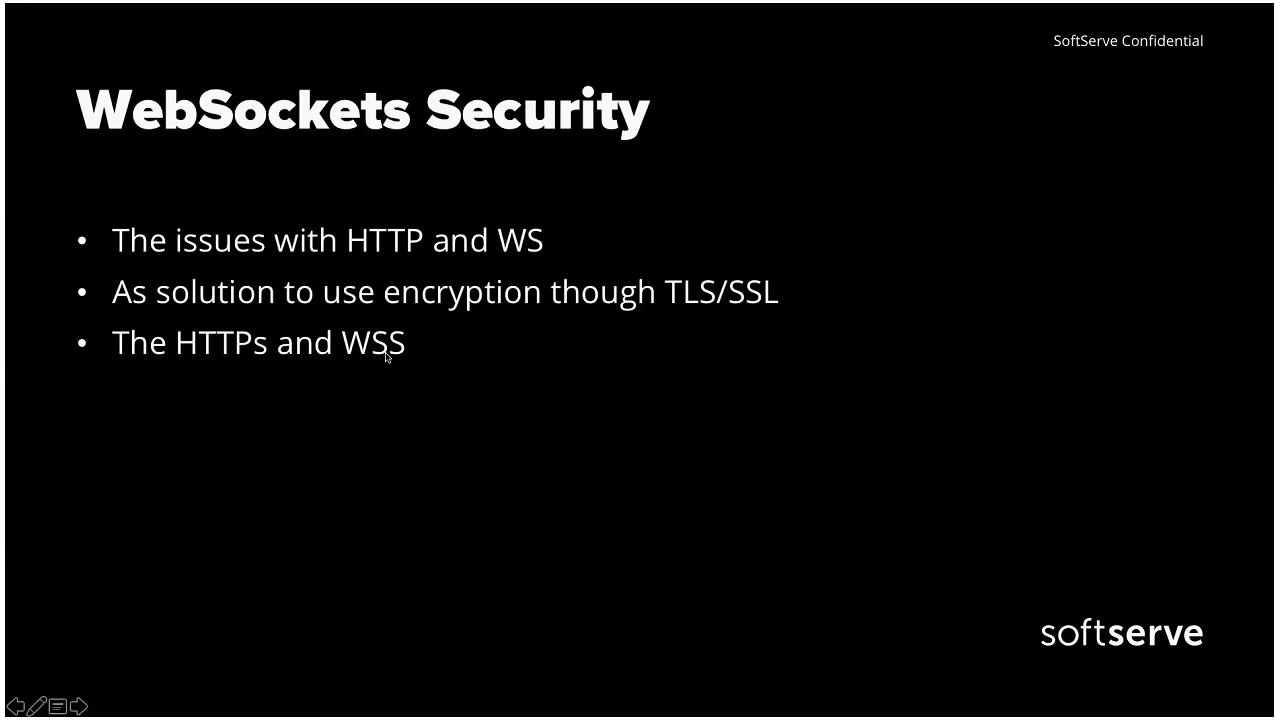 SoftServe Confidential
WebSockets Security
• The issues with HTTP and WS
• As solution to use encryption though TLS/SSL
• The HTTPs and WSS
softserve